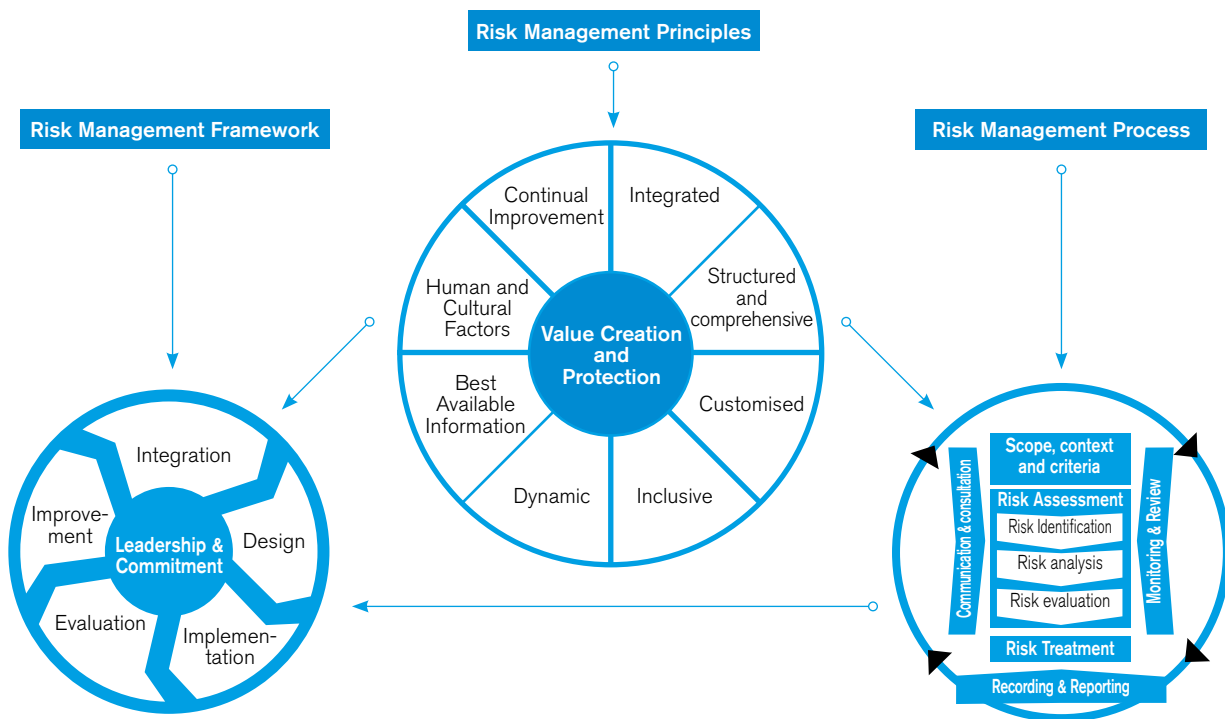 Risk Management Principles
Risk Management Framework
Risk Management Process
Continual
Improvement
Integrated
Structured
and
comprehensive
Customised
Inclusive
Dynamic
Best
Available
Information
Human and
Cultural
Factors
Value Creation
and
Protection
Integration
Design
Implemen-
tation
Evaluation
Improve-
ment
Leadership &
Commitment
Communication & consultation
Scope, context
and criteria
Risk Assessment
Risk Identification
Risk analysis
Risk evaluation
Risk Treatment
Monitoring & Review
Recording & Reporting